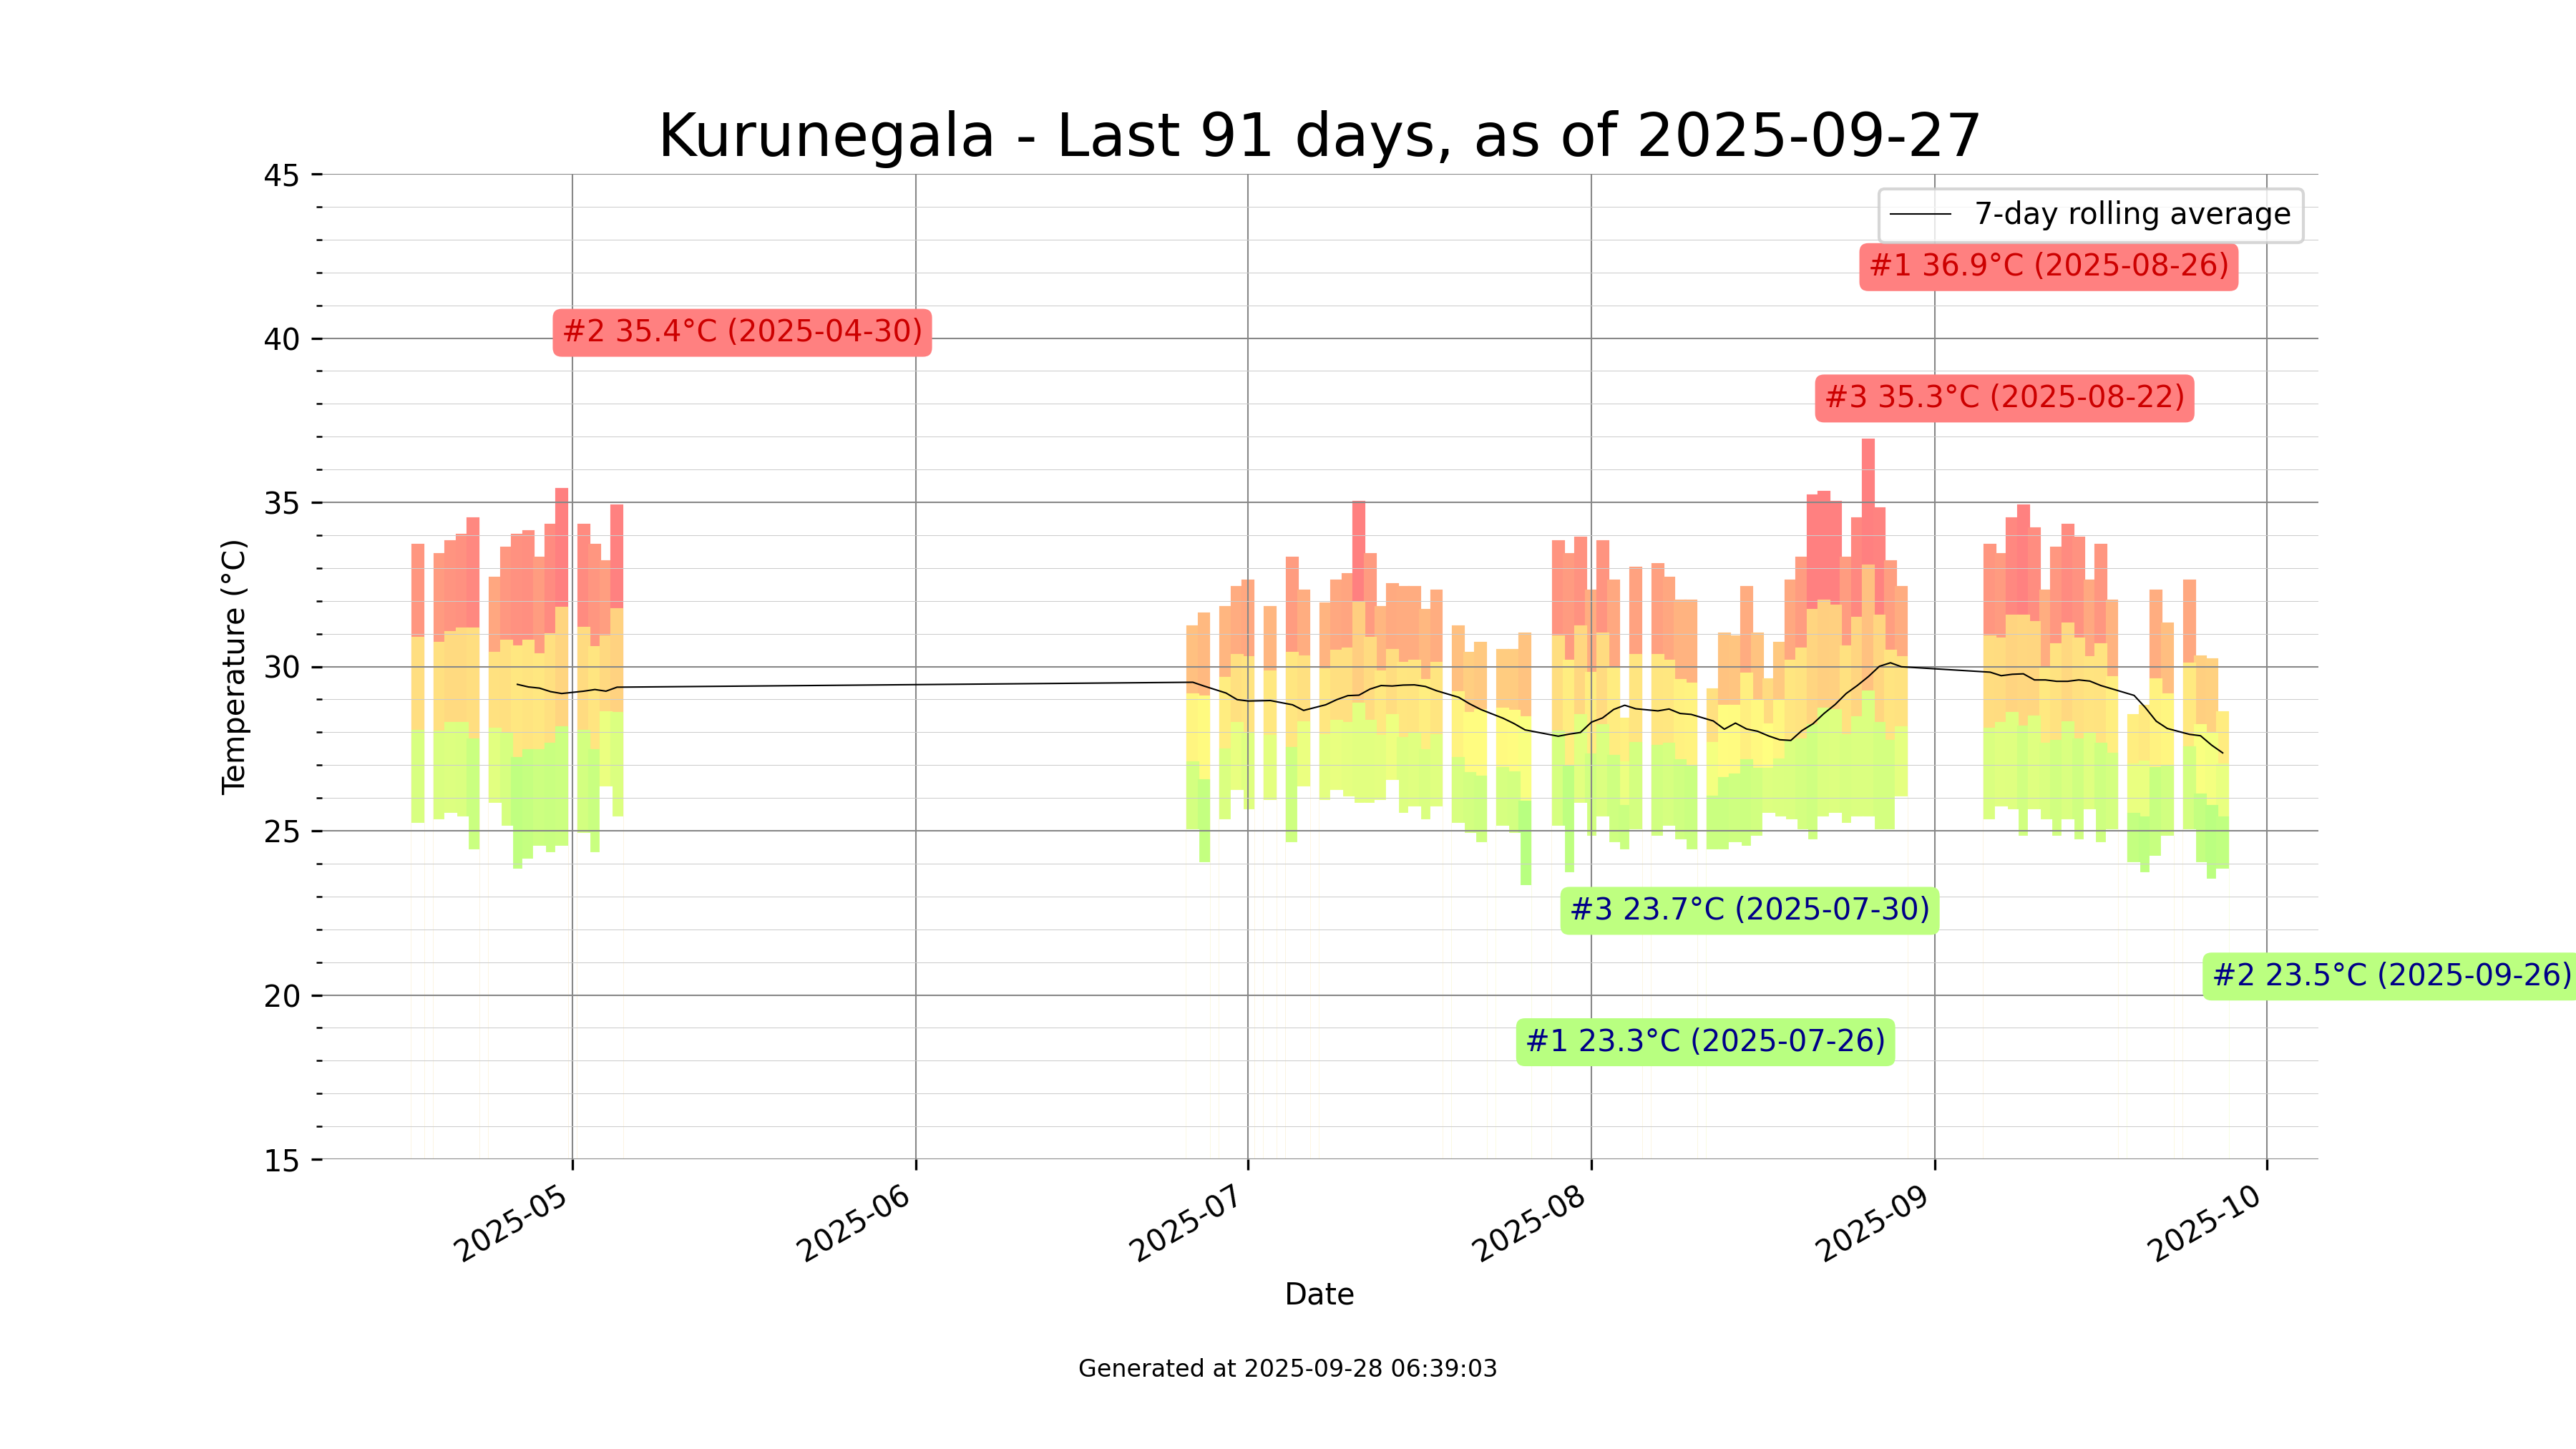 Kurunegala - Last 91 days, as of 2025-09-27
7-day rolling average
#1 36.9°C (2025-08-26)
#2 35.4°C (2025-04-30)
#3 35.3°C (2025-08-22)
#3 23.7°C (2025-07-30)
#2 23.5°C (2025-09-26)
#1 23.3°C (2025-07-26)
Temperature (°C)
45
40
35
30
25
20
15
2025-05
2025-06
2025-07
2025-08
2025-09
2025-10
Date
Generated at 2025-09-28 06:39:03